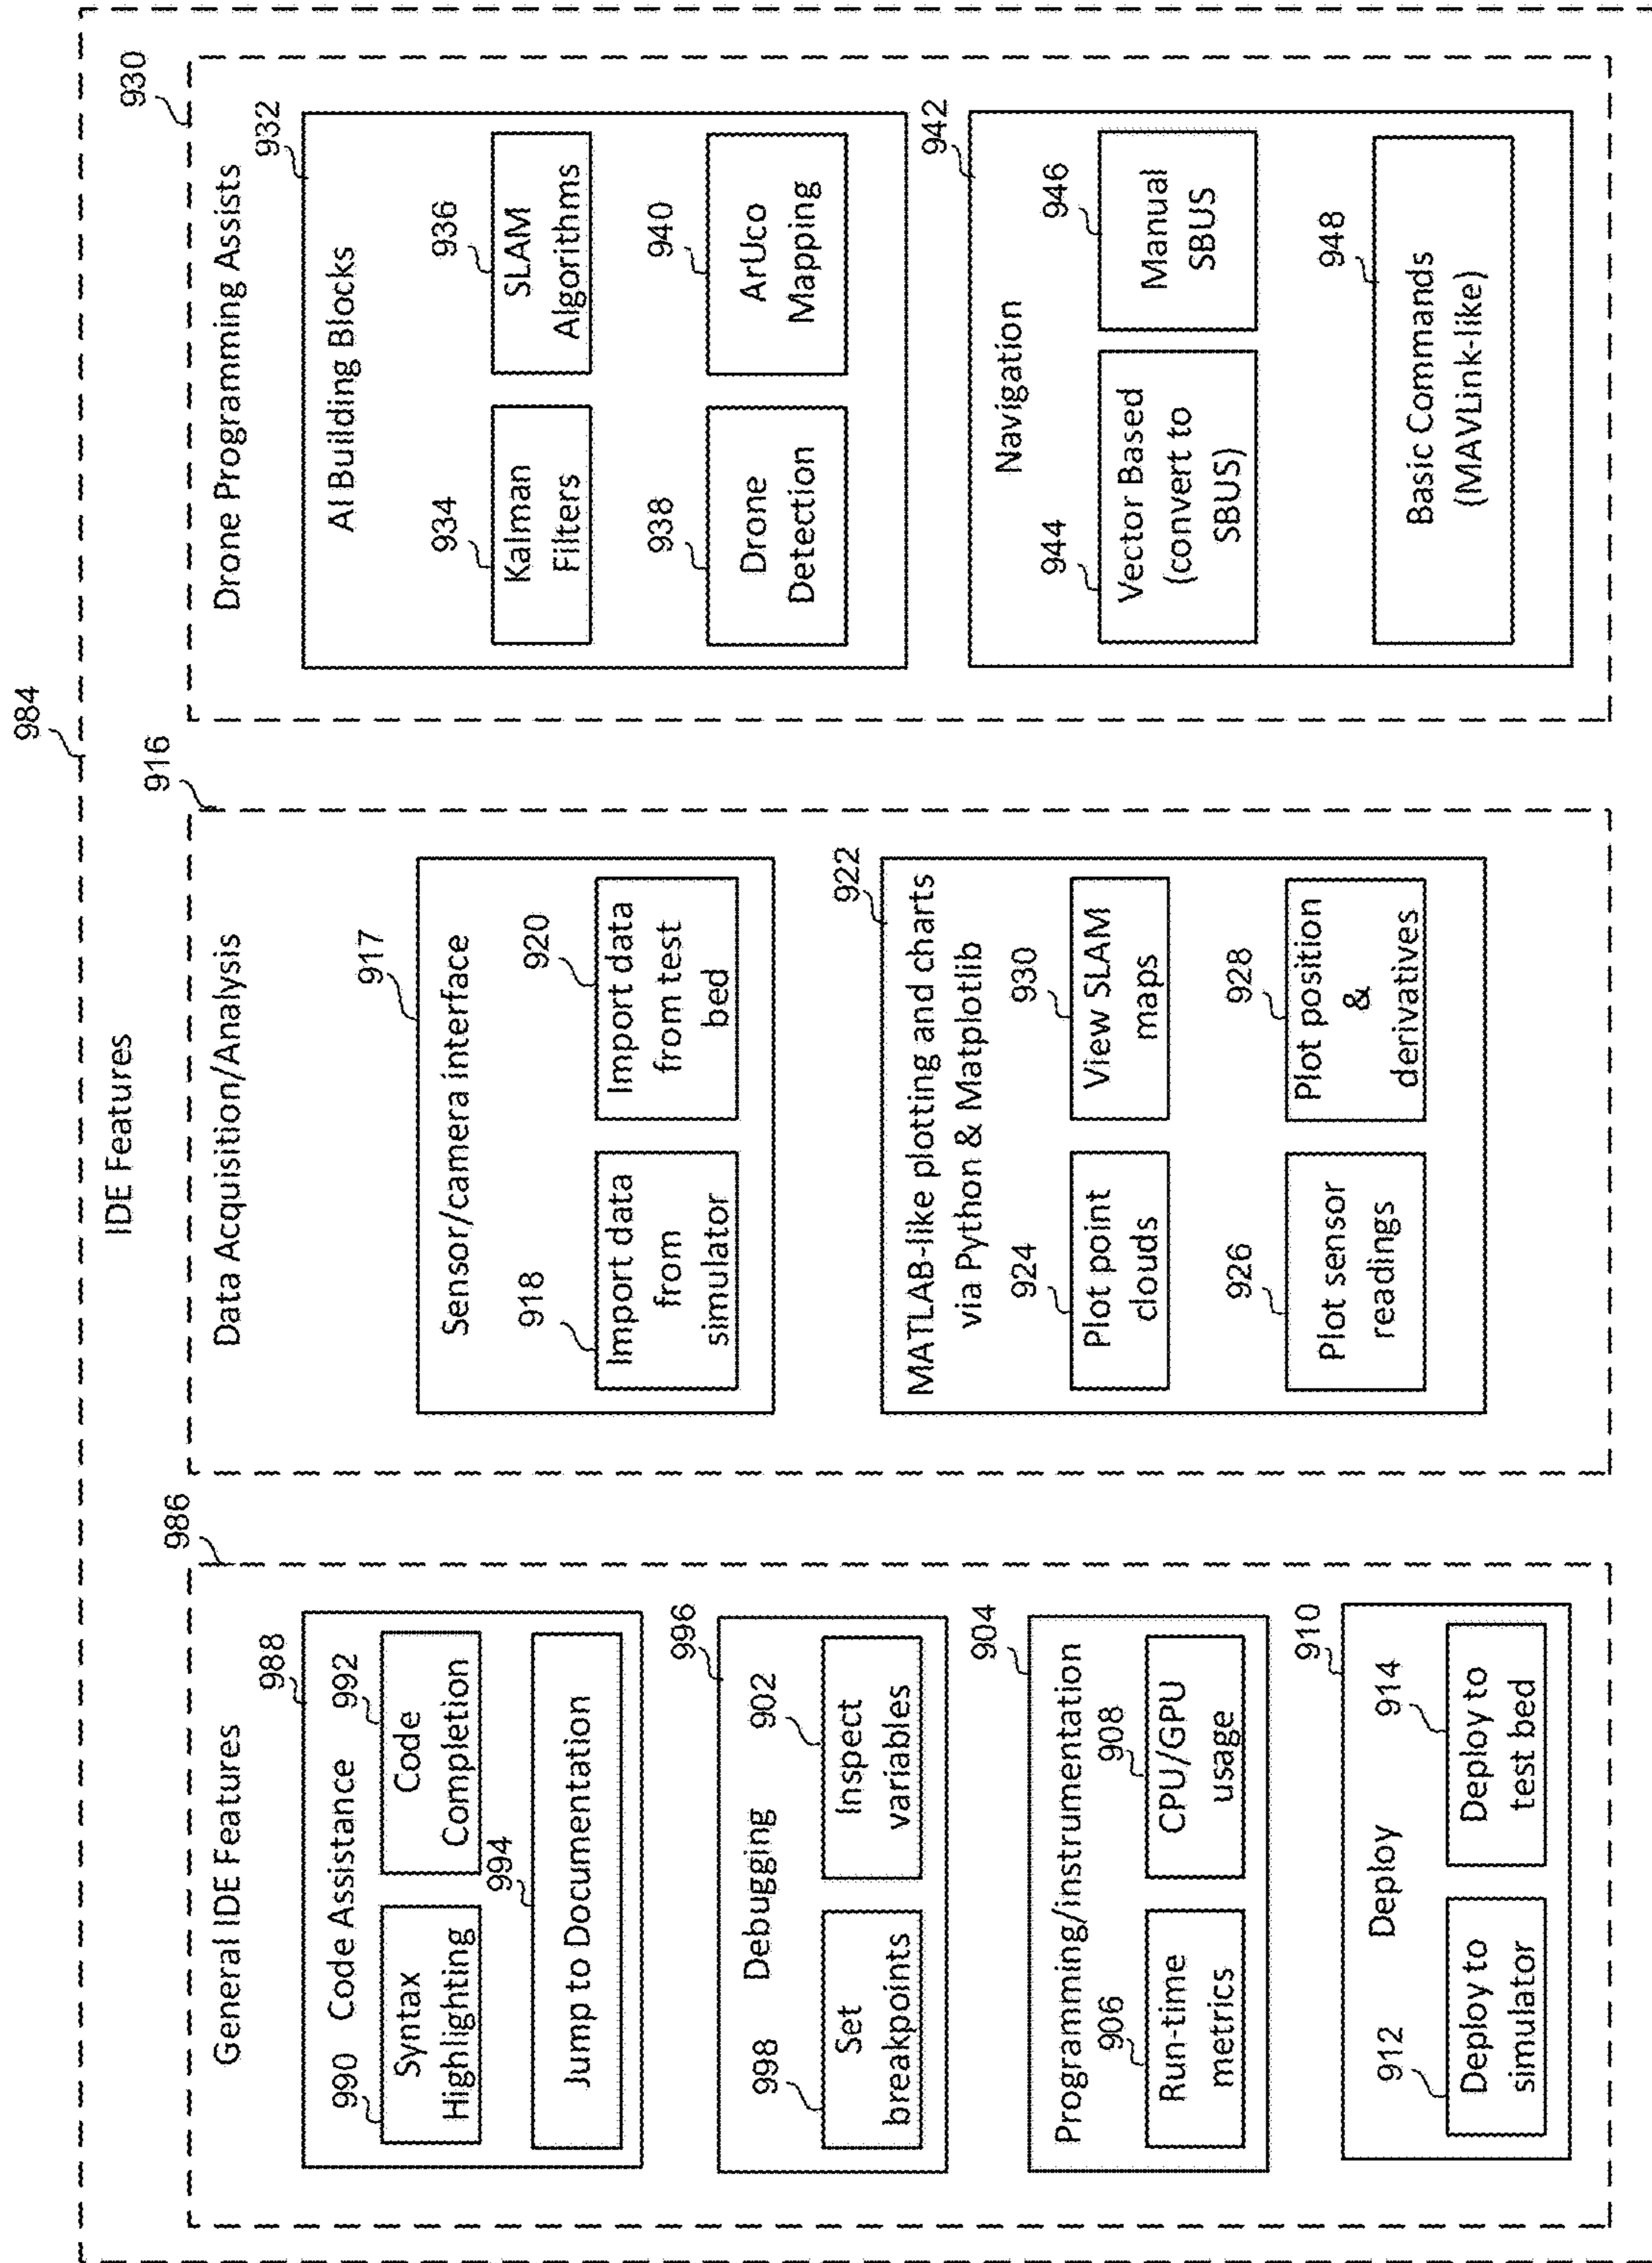 984
IDE Features
986
General IDE Features
988
990
Code Assistance
992
Syntax
Highlighting
Code
Completion
994
Jump to Documentation
996
998
Debugging
902
Set
breakpoints
Inspect
variables
904
Programming/instrumentation
906
908
Run-time
metrics
CPU/GPU
usage
910
912
Deploy
914
Deploy to
simulator
Deploy to
test bed
916
Data Acquisition/Analysis
917
Sensor/camera interface
918
920
Import data
from
simulator
Import data
from test
bed
922
MATLAB-like plotting and charts
via Python & Matplotlib
924
930
Plot point
clouds
View SLAM
maps
926
928
Plot sensor
readings
Plot position
&
derivatives
930
Drone Programming Assists
932
AI Building Blocks
934
936
Kalman
Filters
SLAM
Algorithms
938
940
Drone
Detection
ArUco
Mapping
942
Navigation
944
946
Vector Based
(convert to
SBUS)
Manual
SBUS
948
Basic Commands
(MAVLink-like)